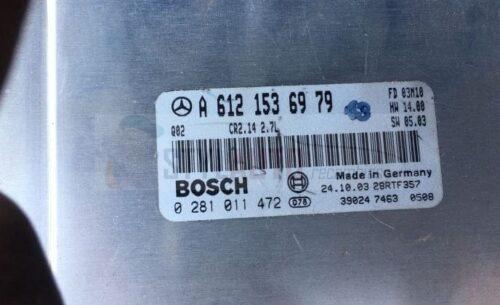 A 612 153 69 79
FD 03M10
HW 14.00
SW 05.03
Q02 CR2.14 2.7L
BOSCH
Made in Germany
24.10.03 28RTF357
0 281 011 472 078
39024 7463 0508